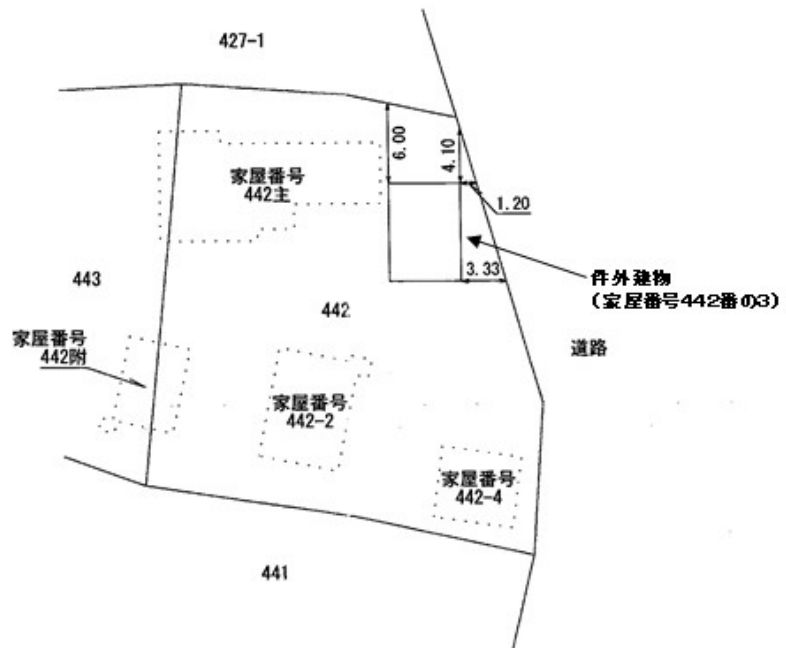 427-1
6.00
4.10
家屋番号
442主
1.20
443
3.33
件外建物
（家屋番号442番の3）
442
家屋番号
442附
道路
家屋番号
442-2
家屋番号
442-4
441